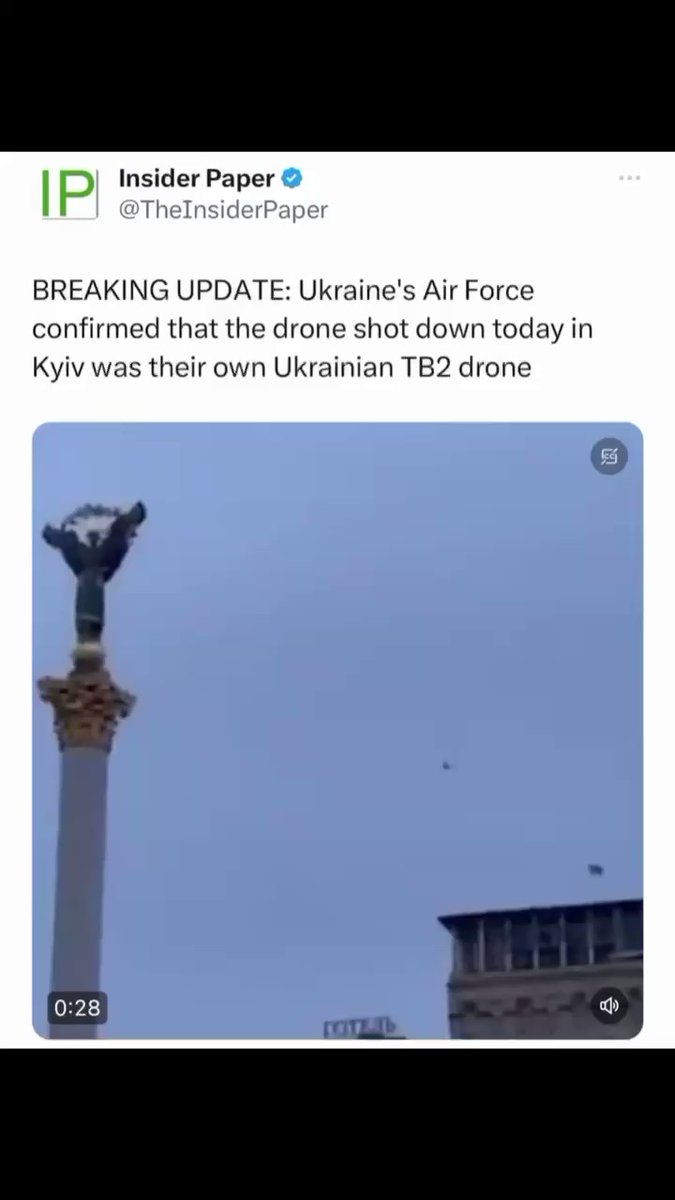 IP
Insider Paper
@TheInsiderPaper
BREAKING UPDATE: Ukraine's Air Force
confirmed that the drone shot down today in
Kyiv was their own Ukrainian TB2 drone
CC
ГОТЕЛЬ
0:28